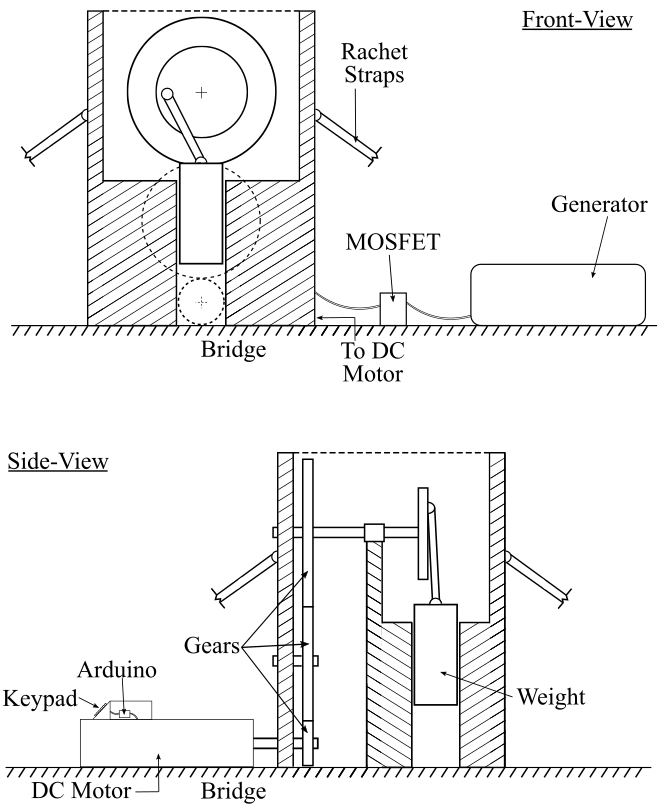 Front-View
Rachet
Straps
Generator
MOSFET
Bridge
To DC
Motor
Side-View
Gears
Arduino
Keypad
Weight
DC Motor
Bridge